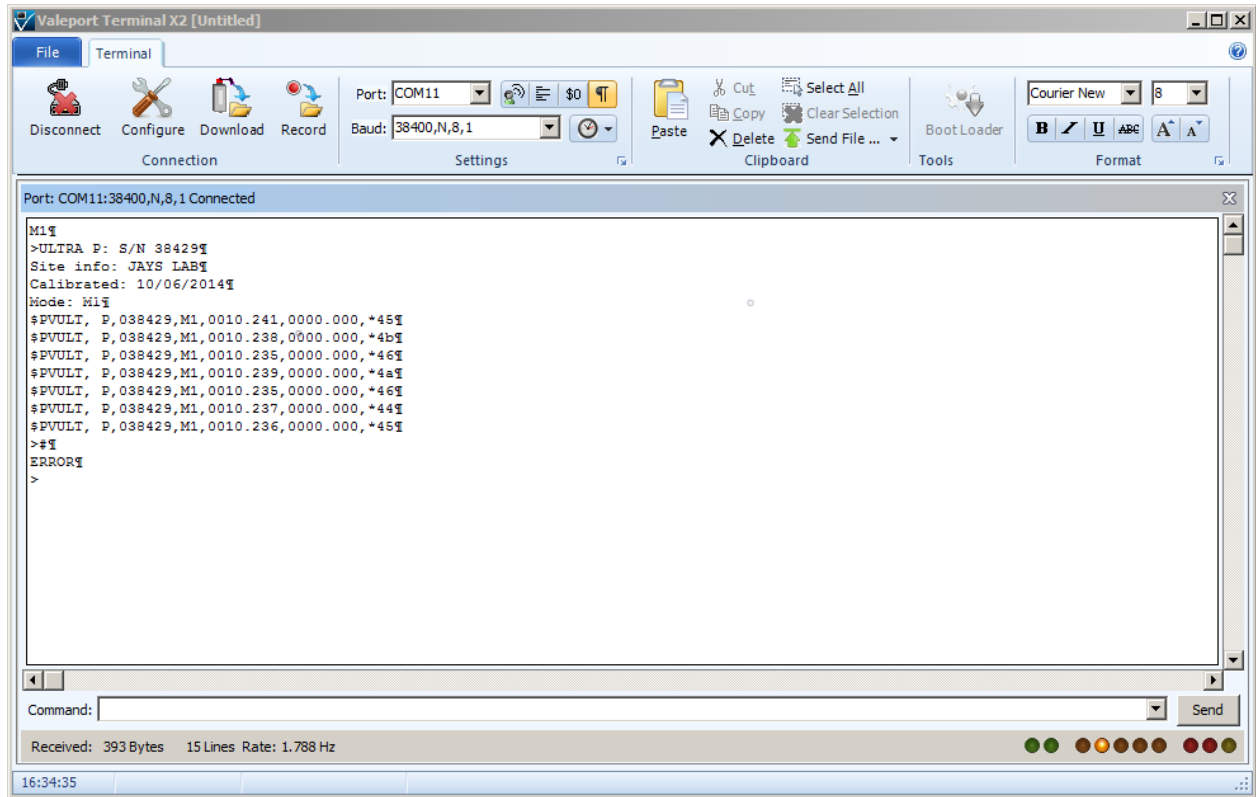 Valeport Terminal X2 [Untitled]
File Terminal
Disconnect Configure Download Record
Connection
Port: COM11 $0 ¶
Baud: 38400,N,8,1
Settings
Paste
Cut Select All
Copy Clear Selection
Delete Send File ...
Clipboard
BootLoader
Tools
Courier New 8
B I U ABC A A
Format
Port: COM11:38400,N,8,1 Connected
M1¶
>ULTRA P: S/N 38429¶
Site info: JAYS LAB¶
Calibrated: 10/06/2014¶
Mode: M1¶
$PVULT, P,038429,M1,0010.241,0000.000,*45¶
$PVULT, P,038429,M1,0010.238,0000.000,*4b¶
$PVULT, P,038429,M1,0010.235,0000.000,*46¶
$PVULT, P,038429,M1,0010.239,0000.000,*4a¶
$PVULT, P,038429,M1,0010.235,0000.000,*46¶
$PVULT, P,038429,M1,0010.237,0000.000,*44¶
$PVULT, P,038429,M1,0010.236,0000.000,*45¶
>#¶
ERROR¶
>
Command: Send
Received: 393 Bytes 15 Lines Rate: 1.788 Hz
16:34:35